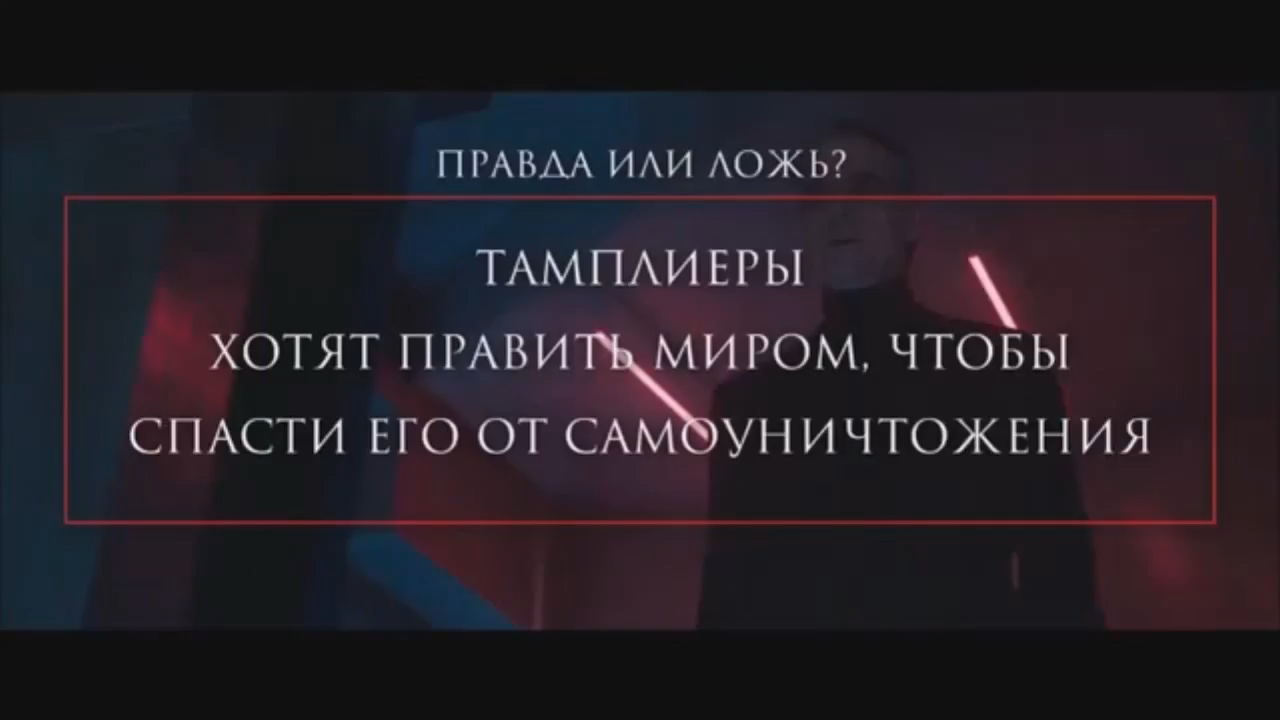 ПРАВДА ИЛИ ЛОЖЬ?
ТАМПЛИЕРЫ
ХОТЯТ ПРАВИТЬ МИРОМ, ЧТОБЫ
СПАСТИ ЕГО ОТ САМОУНИЧТОЖЕНИЯ